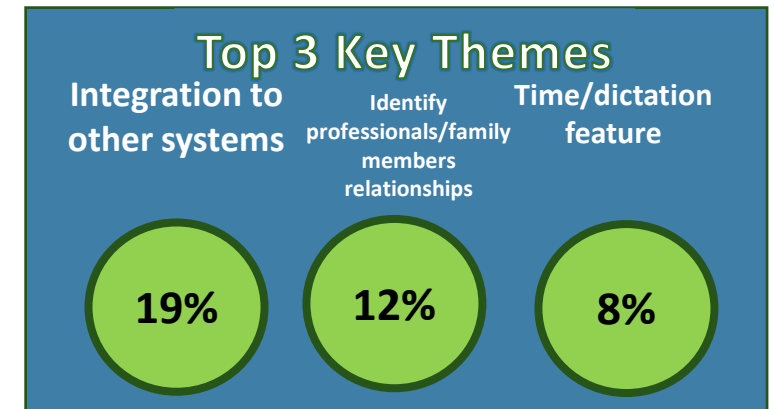 Top 3 Key Themes
Integration to
other systems
Identify
professionals/family
members
relationships
Time/dictation
feature
19%
12%
8%